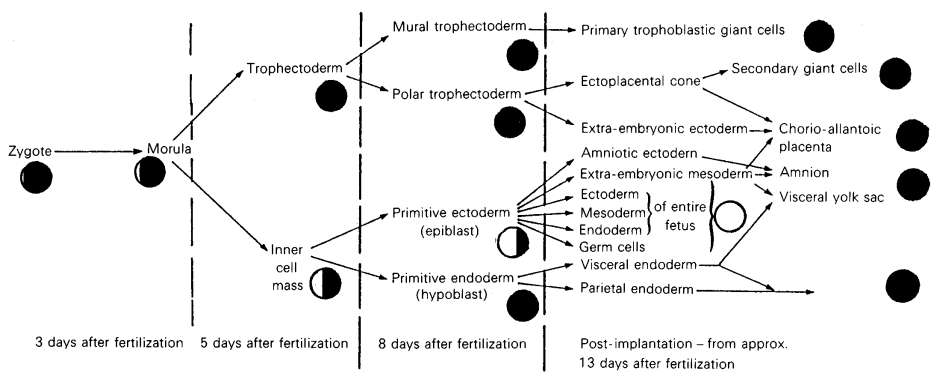 Zygote
Morula
Trophectoderm
Inner
cell
mass
Mural trophectoderm
Polar trophectoderm
Primitive ectoderm
(epiblast)
Primitive endoderm
(hypoblast)
Primary trophoblastic giant cells
Ectoplacental cone
Secondary giant cells
Extra-embryonic ectoderm
Chorio-allantoic
placenta
Amniotic ectodern
Extra-embryonic mesoderm
Amnion
Visceral yolk sac
Ectoderm
Mesoderm
Endoderm
of entire
fetus
Germ cells
Visceral endoderm
Parietal endoderm
3 days after fertilization
5 days after fertilization
8 days after fertilization
Post-implantation – from approx.
13 days after fertilization